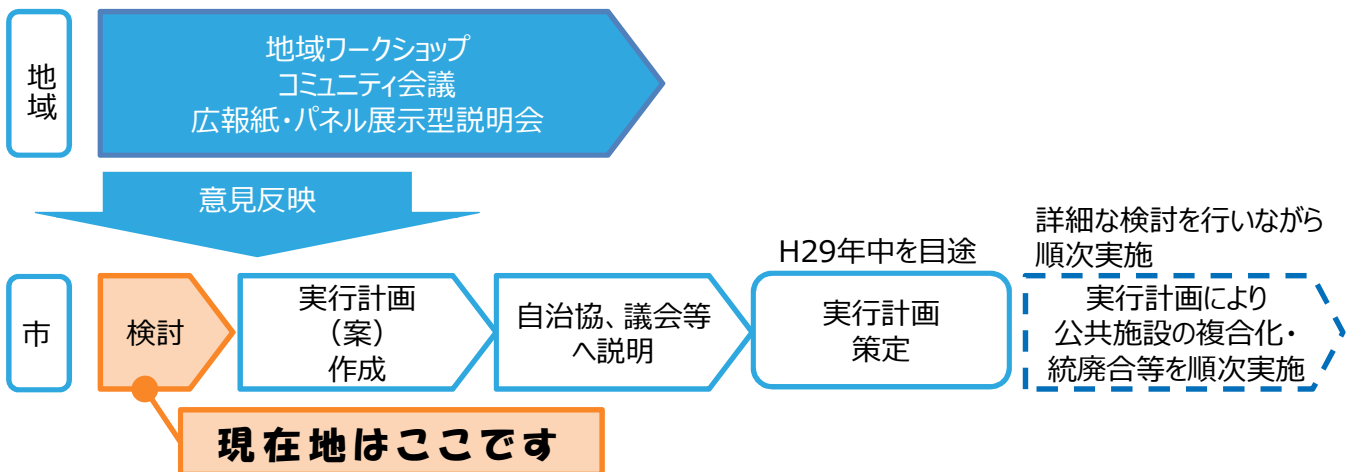 地域
地域ワークショップ
コミュニティ会議
広報紙・パネル展示型説明会
意見反映
市
検討
実行計画
（案）
作成
自治協、議会等
へ説明
H29年中を目途
実行計画
策定
詳細な検討を行いながら
順次実施
実行計画により
公共施設の複合化・
統廃合等を順次実施
現在地はここです